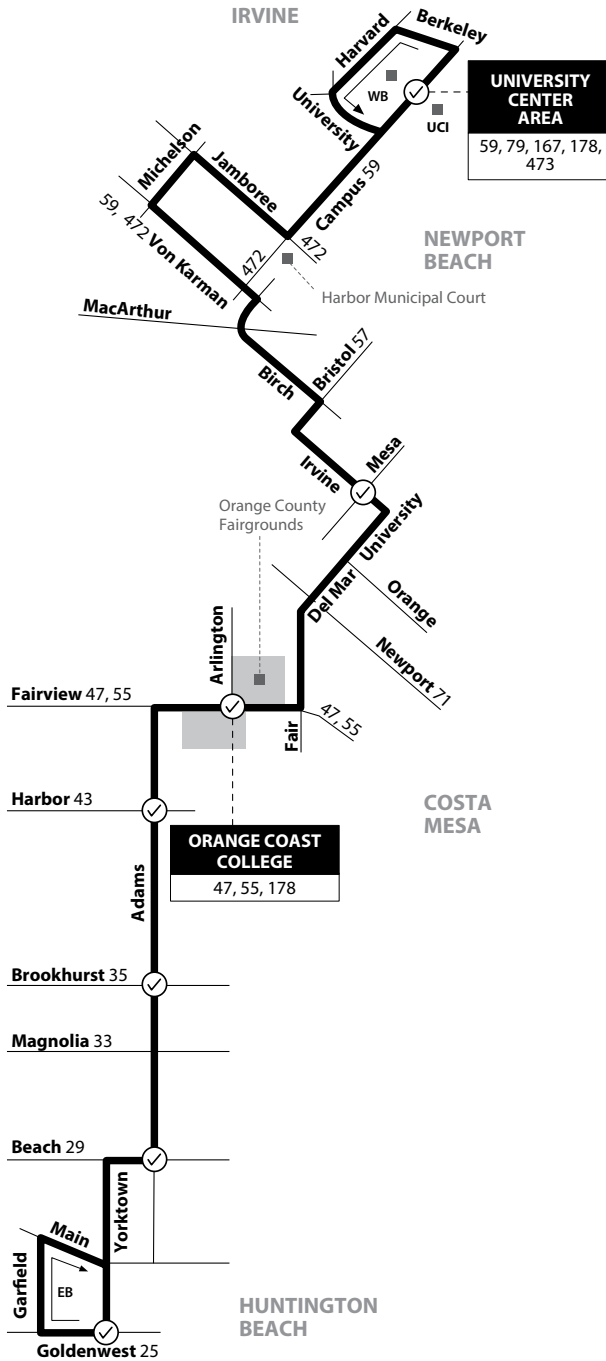 IRVINE
Berkeley
Harvard
WB
University
UCI
UNIVERSITY
CENTER
AREA
59, 79, 167, 178,
473
Michelson
Jamboree
Campus 59
59, 472
Von Karman
472
472
NEWPORT
BEACH
Harbor Municipal Court
MacArthur
Birch
Bristol 57
Mesa
Irvine
University
Orange County
Fairgrounds
Del Mar
Orange
Newport 71
Arlington
Fairview 47, 55
Fair
47, 55
COSTA
MESA
Harbor 43
ORANGE COAST
COLLEGE
47, 55, 178
Adams
Brookhurst 35
Magnolia 33
Beach 29
Yorktown
Main
Garfield
EB
HUNTINGTON
BEACH
Goldenwest 25